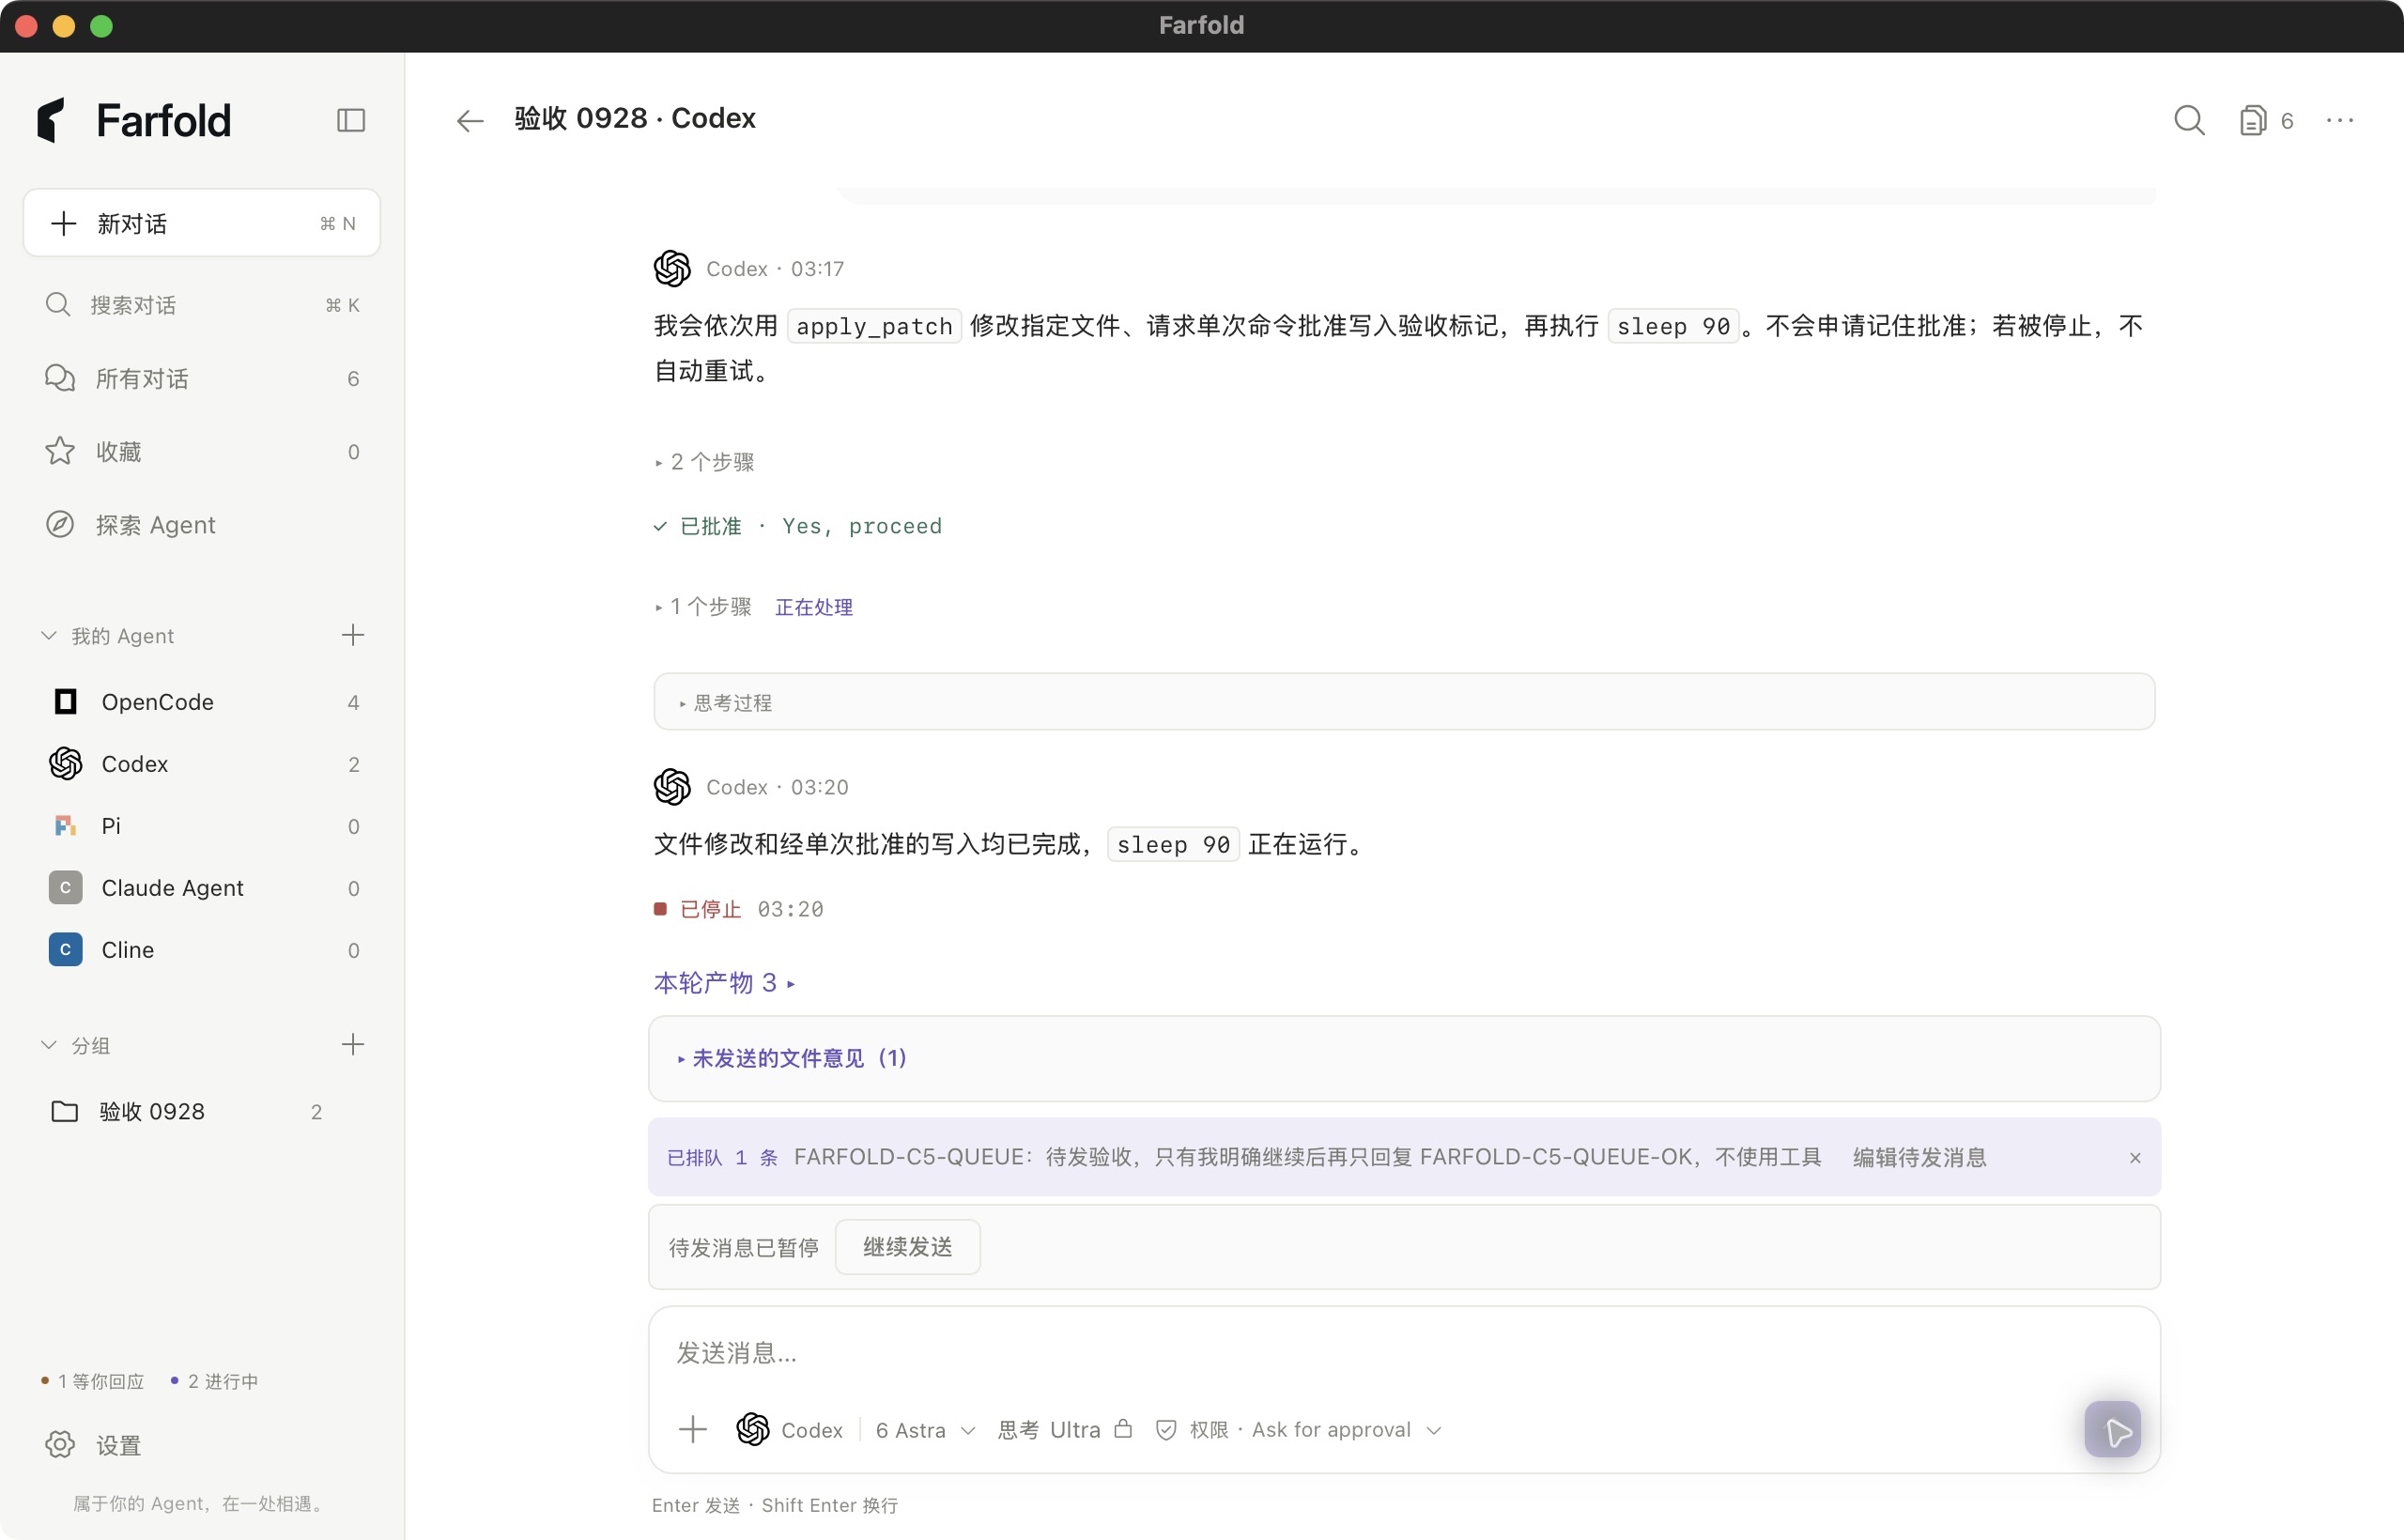 Farfold
Farfold
新对话 ⌘ N
搜索对话 ⌘ K
所有对话 6
收藏 0
探索 Agent
我的 Agent
OpenCode 4
Codex 2
Pi 0
C Claude Agent 0
C Cline 0
分组
验收 0928 2
1 等你回应 2 进行中
设置
属于你的 Agent，在一处相遇。
验收 0928 · Codex 6 ···
Codex · 03:17
我会依次用 apply_patch 修改指定文件、请求单次命令批准写入验收标记，再执行 sleep 90。不会申请记住批准；若被停止，不
自动重试。
2 个步骤
已批准 · Yes, proceed
1 个步骤 正在处理
思考过程
Codex · 03:20
文件修改和经单次批准的写入均已完成，sleep 90 正在运行。
已停止 03:20
本轮产物 3
未发送的文件意见（1）
已排队 1 条 FARFOLD-C5-QUEUE：待发验收，只有我明确继续后再只回复 FARFOLD-C5-QUEUE-OK，不使用工具 编辑待发消息 ×
待发消息已暂停 继续发送
发送消息...
Codex 6 Astra 思考 Ultra 权限 · Ask for approval
Enter 发送 · Shift Enter 换行